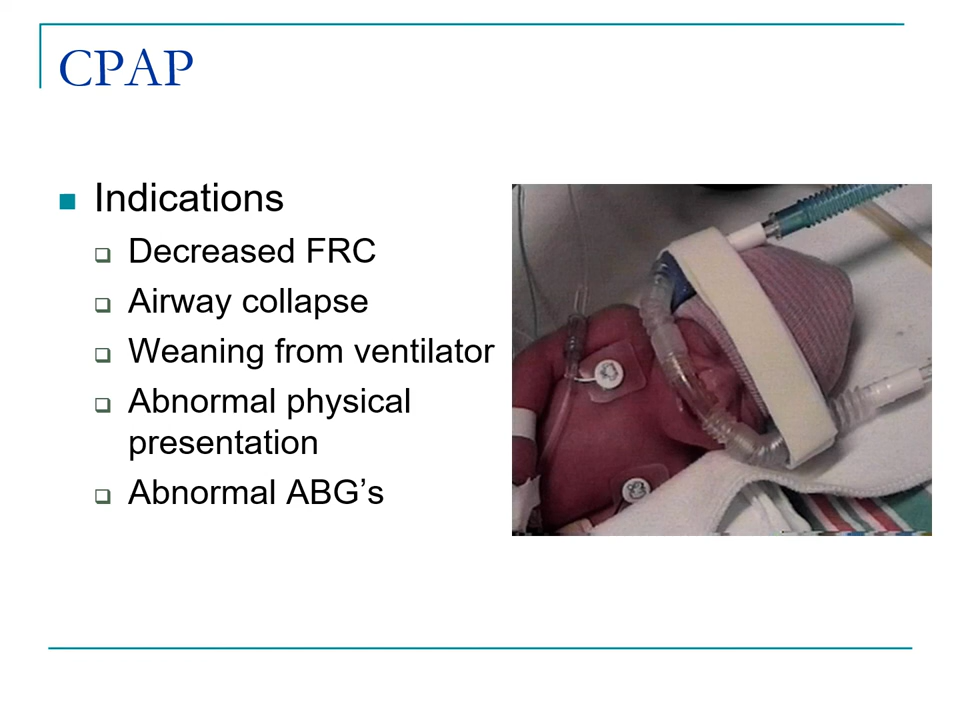 CPAP
Indications
Decreased FRC
Airway collapse
Weaning from ventilator
Abnormal physical
presentation
Abnormal ABG’s